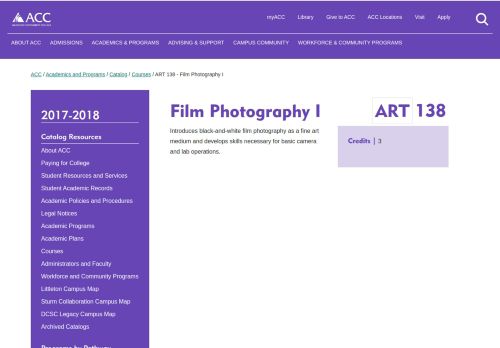 ACC
myACC Library Give to ACC ACC Locations Visit Apply
ABOUT ACC ADMISSIONS ACADEMICS & PROGRAMS ADVISING & SUPPORT CAMPUS COMMUNITY WORKFORCE & COMMUNITY PROGRAMS
ACC / Academics and Programs / Catalog / Courses / ART 138 - Film Photography I
2017-2018
Catalog Resources
About ACC
Paying for College
Student Resources and Services
Student Academic Records
Academic Policies and Procedures
Legal Notices
Academic Programs
Academic Plans
Courses
Administrators and Faculty
Workforce and Community Programs
Littleton Campus Map
Sturm Collaboration Campus Map
DCSC Legacy Campus Map
Archived Catalogs
Programs by Pathway
Film Photography I
ART 138
Introduces black-and-white film photography as a fine art
medium and develops skills necessary for basic camera
and lab operations.
Credits | 3